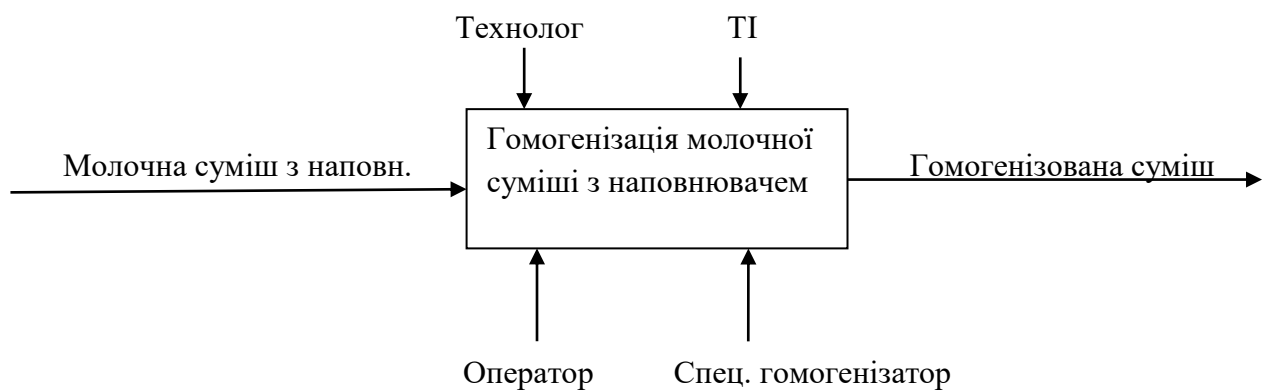 Технолог
ТІ
Молочна суміш з наповн.
Гомогенізація молочної
суміші з наповнювачем
Гомогенізована суміш
Оператор
Спец. гомогенізатор